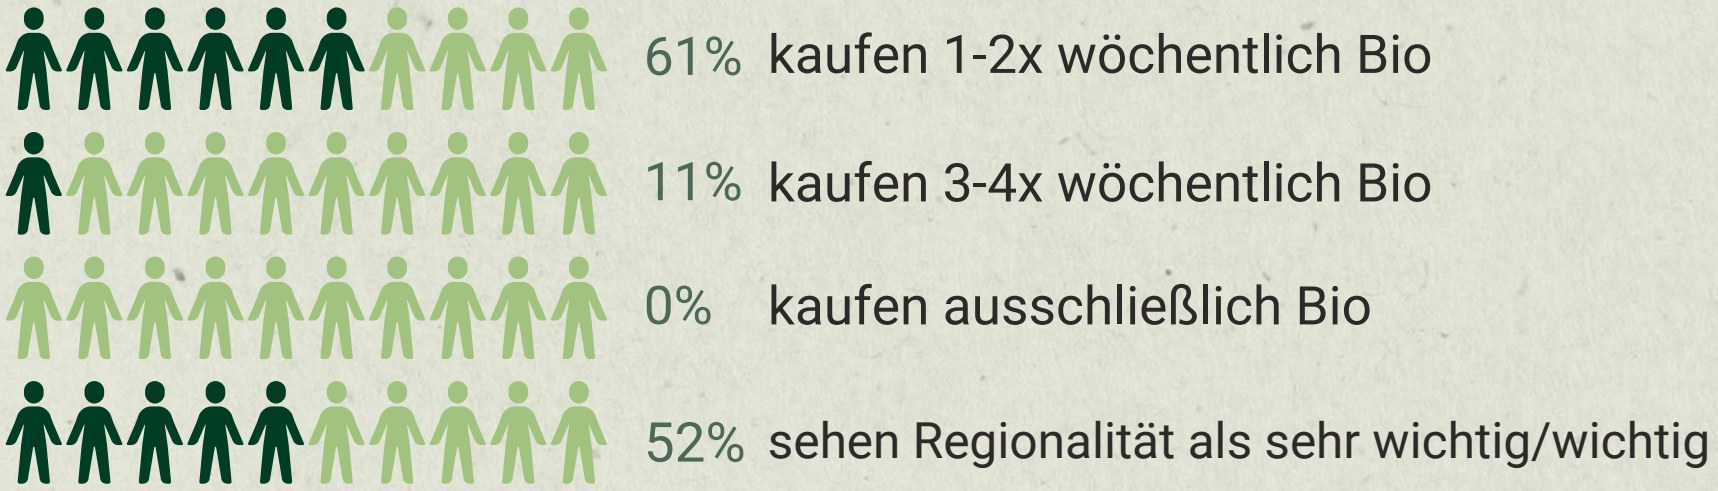 61% kaufen 1-2x wöchentlich Bio
11% kaufen 3-4x wöchentlich Bio
0% kaufen ausschließlich Bio
52% sehen Regionalität als sehr wichtig/wichtig